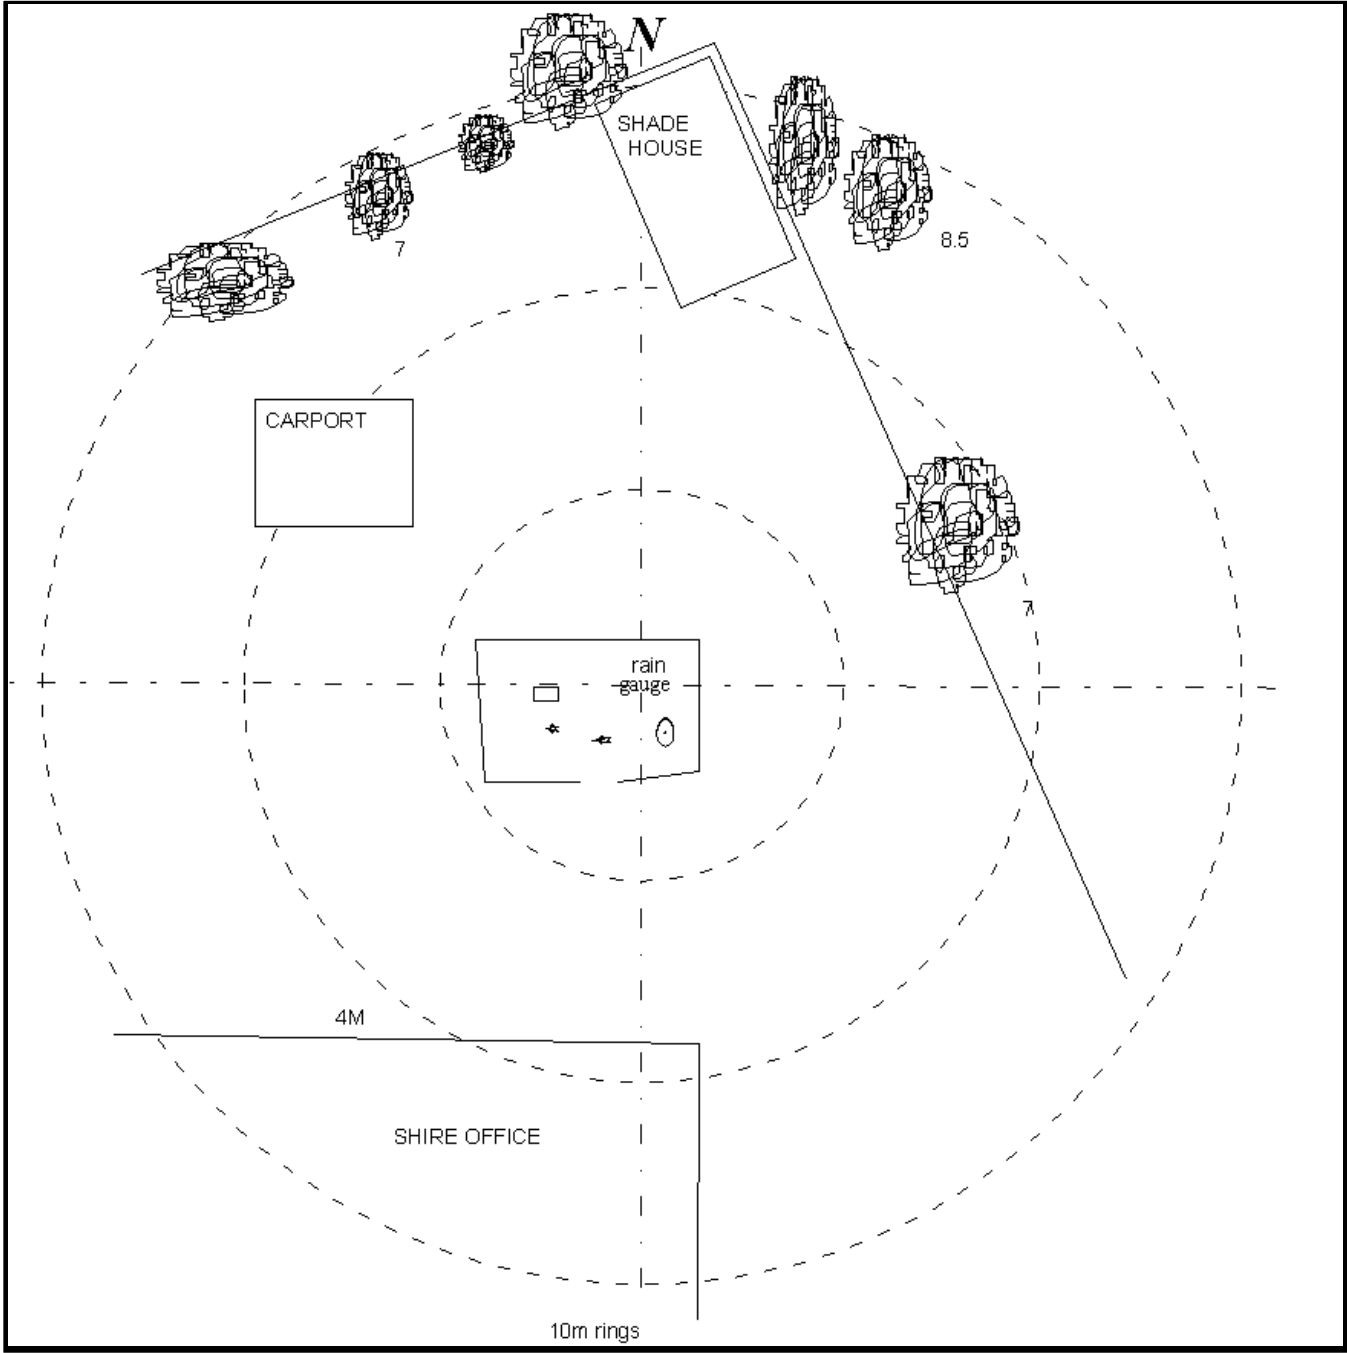 N
SHADE
HOUSE
7
8.5
CARPORT
7
rain
gauge
4M
SHIRE OFFICE
10m rings